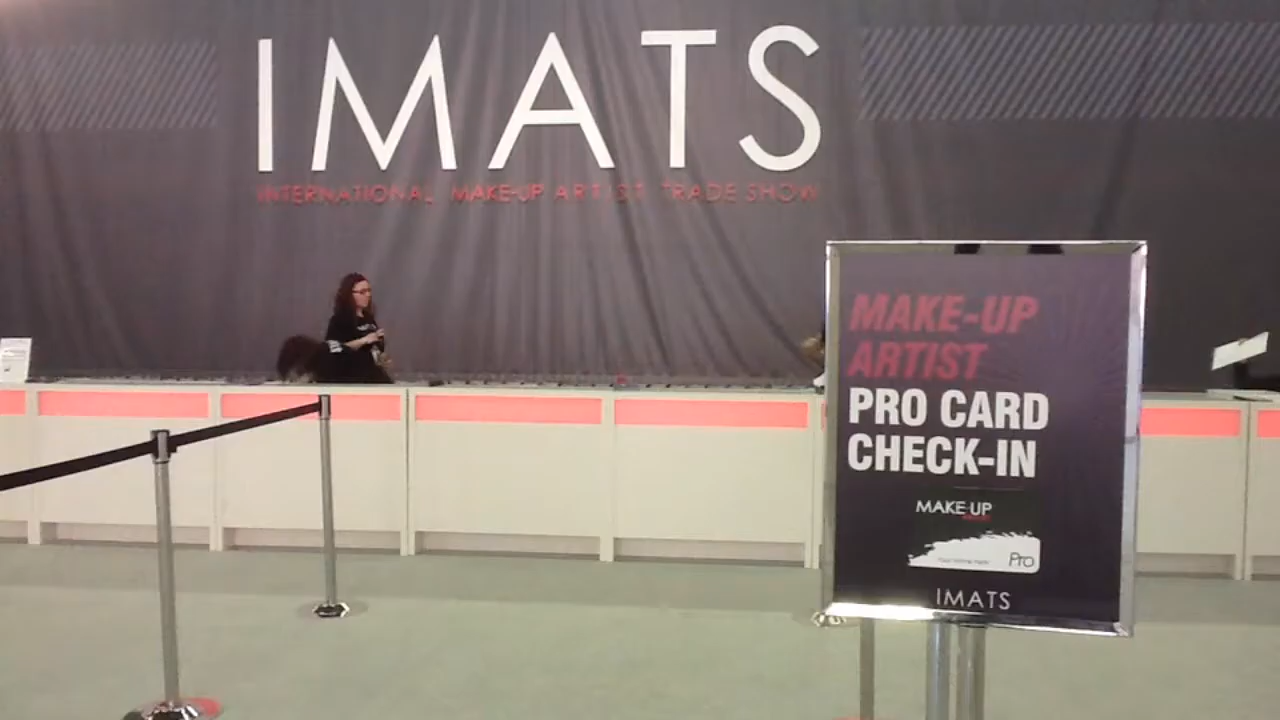 IMATS
INTERNATIONAL MAKE-UP ARTIST TRADE SHOW
MAKE-UP
ARTIST
PRO CARD
CHECK-IN
MAKE-UP
Pro
IMATS